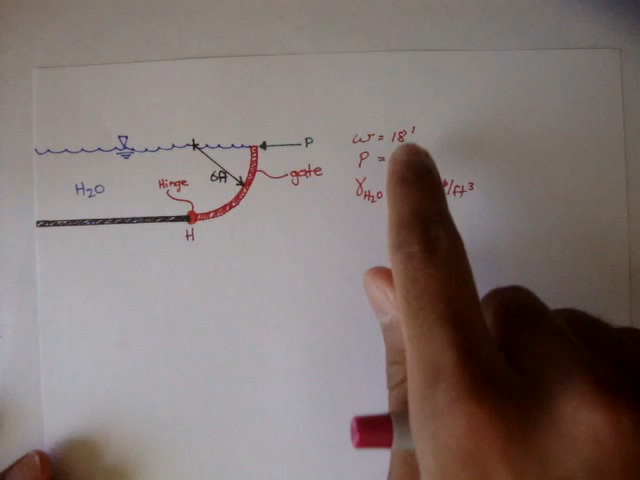 P
6ft
gate
H₂O
Hinge
H
w = 18'
P =
γH₂O /ft³